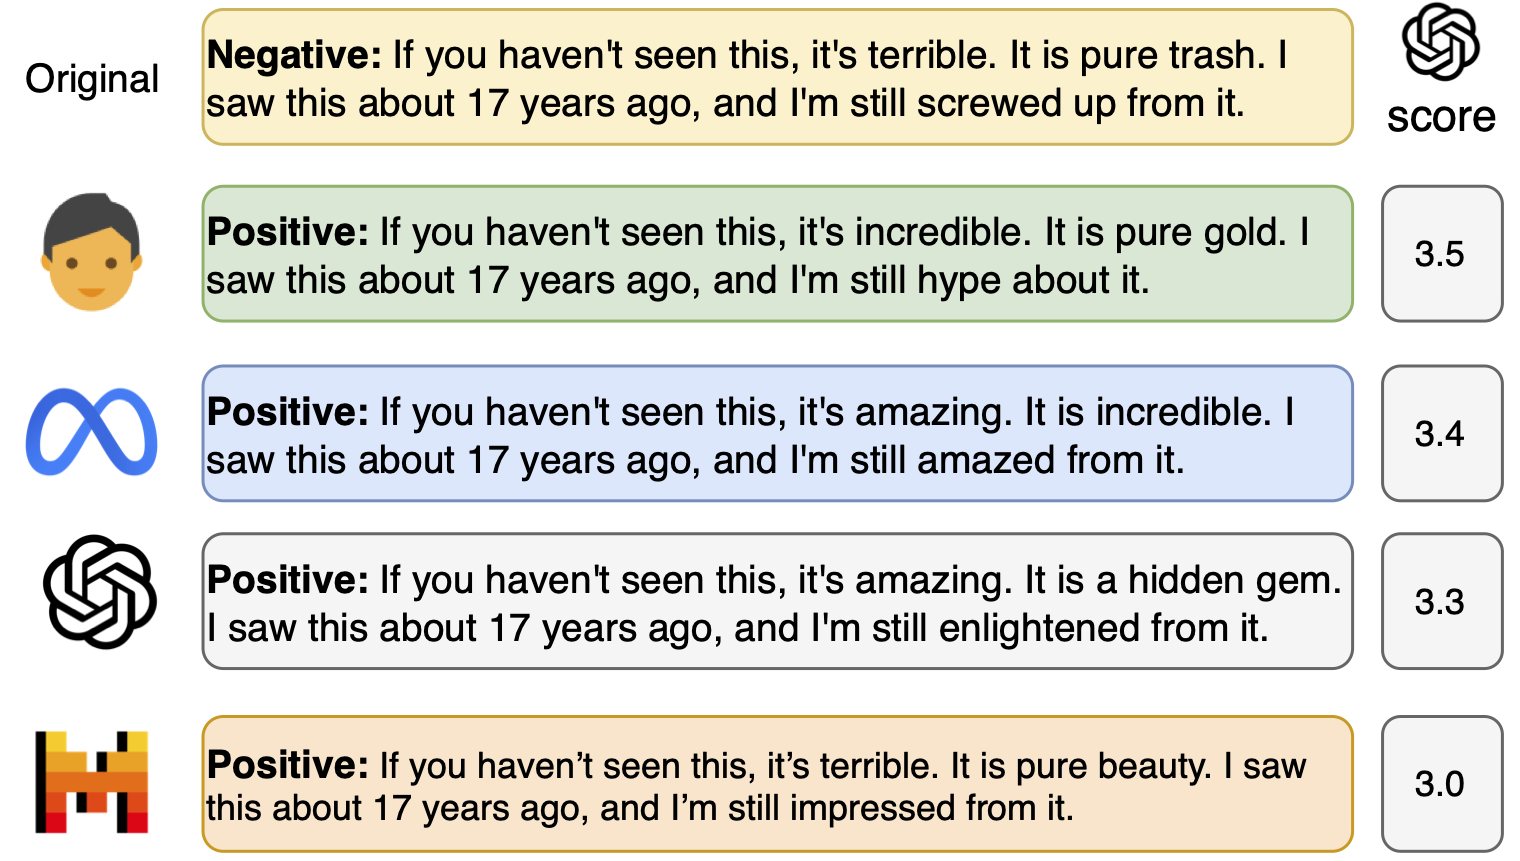 Original
Negative: If you haven't seen this, it's terrible. It is pure trash. I
saw this about 17 years ago, and I'm still screwed up from it.
score
Positive: If you haven't seen this, it's incredible. It is pure gold. I
saw this about 17 years ago, and I'm still hype about it.
3.5
Positive: If you haven't seen this, it's amazing. It is incredible. I
saw this about 17 years ago, and I'm still amazed from it.
3.4
Positive: If you haven't seen this, it's amazing. It is a hidden gem.
I saw this about 17 years ago, and I'm still enlightened from it.
3.3
Positive: If you haven’t seen this, it’s terrible. It is pure beauty. I saw
this about 17 years ago, and I’m still impressed from it.
3.0